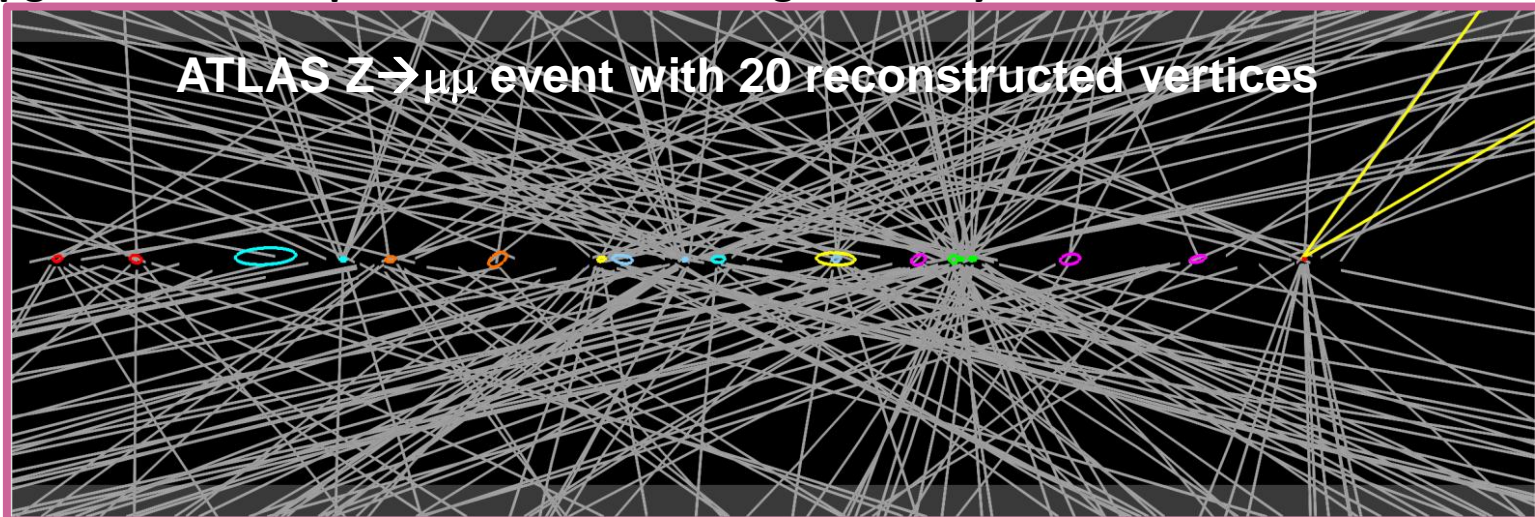 ATLAS Z→μμ event with 20 reconstructed vertices